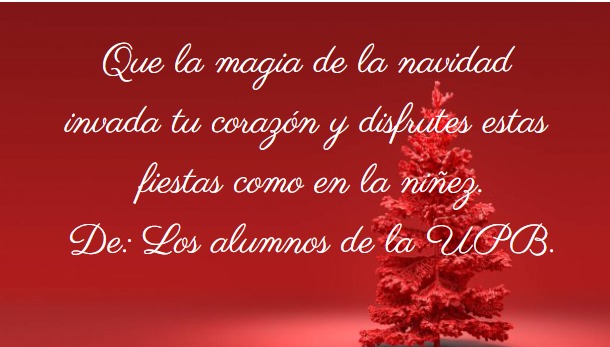 Que la magia de la navidad
invada tu corazón y disfrutes estas
fiestas como en la niñez.
De: Los alumnos de la UPB.